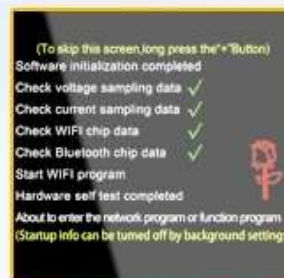 (To skip this screen,long press the"+"Button)
Software initialization completed
Check voltage sampling data
Check current sampling data
Check WIFI chip data
Check Bluetooth chip data
Start WIFI program
Hardware self test completed
About to enter the network program or function program
(Startup info can be turned off by background setting